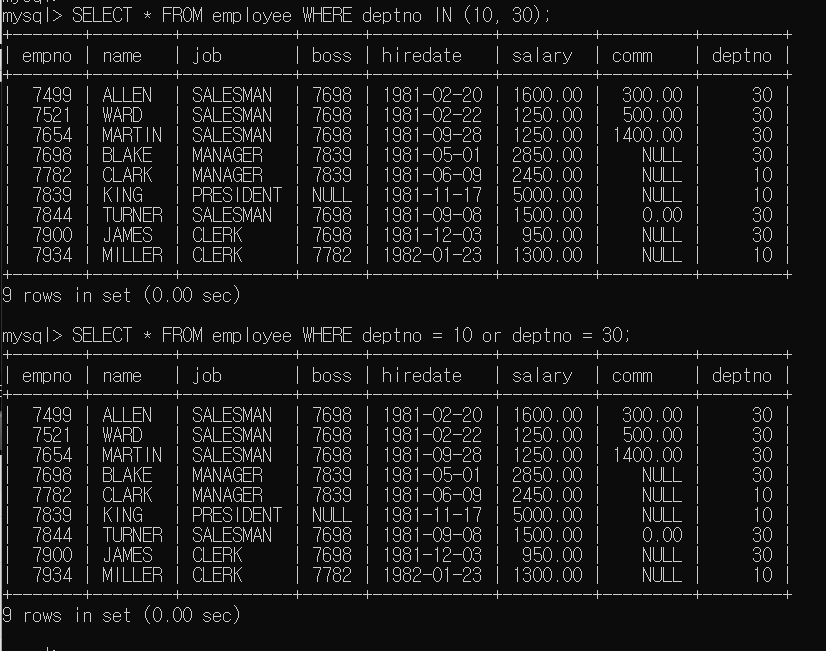 mysql> SELECT * FROM employee WHERE deptno IN (10, 30);
+-------+--------+-----------+------+------------+---------+---------+--------+
| empno | name   | job       | boss | hiredate   | salary  | comm    | deptno |
+-------+--------+-----------+------+------------+---------+---------+--------+
|  7499 | ALLEN  | SALESMAN  | 7698 | 1981-02-20 | 1600.00 |  300.00 |     30 |
|  7521 | WARD   | SALESMAN  | 7698 | 1981-02-22 | 1250.00 |  500.00 |     30 |
|  7654 | MARTIN | SALESMAN  | 7698 | 1981-09-28 | 1250.00 | 1400.00 |     30 |
|  7698 | BLAKE  | MANAGER   | 7839 | 1981-05-01 | 2850.00 |    NULL |     30 |
|  7782 | CLARK  | MANAGER   | 7839 | 1981-06-09 | 2450.00 |    NULL |     10 |
|  7839 | KING   | PRESIDENT | NULL | 1981-11-17 | 5000.00 |    NULL |     10 |
|  7844 | TURNER | SALESMAN  | 7698 | 1981-09-08 | 1500.00 |    0.00 |     30 |
|  7900 | JAMES  | CLERK     | 7698 | 1981-12-03 |  950.00 |    NULL |     30 |
|  7934 | MILLER | CLERK     | 7782 | 1982-01-23 | 1300.00 |    NULL |     10 |
+-------+--------+-----------+------+------------+---------+---------+--------+
9 rows in set (0.00 sec)
mysql> SELECT * FROM employee WHERE deptno = 10 or deptno = 30;
+-------+--------+-----------+------+------------+---------+---------+--------+
| empno | name   | job       | boss | hiredate   | salary  | comm    | deptno |
+-------+--------+-----------+------+------------+---------+---------+--------+
|  7499 | ALLEN  | SALESMAN  | 7698 | 1981-02-20 | 1600.00 |  300.00 |     30 |
|  7521 | WARD   | SALESMAN  | 7698 | 1981-02-22 | 1250.00 |  500.00 |     30 |
|  7654 | MARTIN | SALESMAN  | 7698 | 1981-09-28 | 1250.00 | 1400.00 |     30 |
|  7698 | BLAKE  | MANAGER   | 7839 | 1981-05-01 | 2850.00 |    NULL |     30 |
|  7782 | CLARK  | MANAGER   | 7839 | 1981-06-09 | 2450.00 |    NULL |     10 |
|  7839 | KING   | PRESIDENT | NULL | 1981-11-17 | 5000.00 |    NULL |     10 |
|  7844 | TURNER | SALESMAN  | 7698 | 1981-09-08 | 1500.00 |    0.00 |     30 |
|  7900 | JAMES  | CLERK     | 7698 | 1981-12-03 |  950.00 |    NULL |     30 |
|  7934 | MILLER | CLERK     | 7782 | 1982-01-23 | 1300.00 |    NULL |     10 |
+-------+--------+-----------+------+------------+---------+---------+--------+
9 rows in set (0.00 sec)